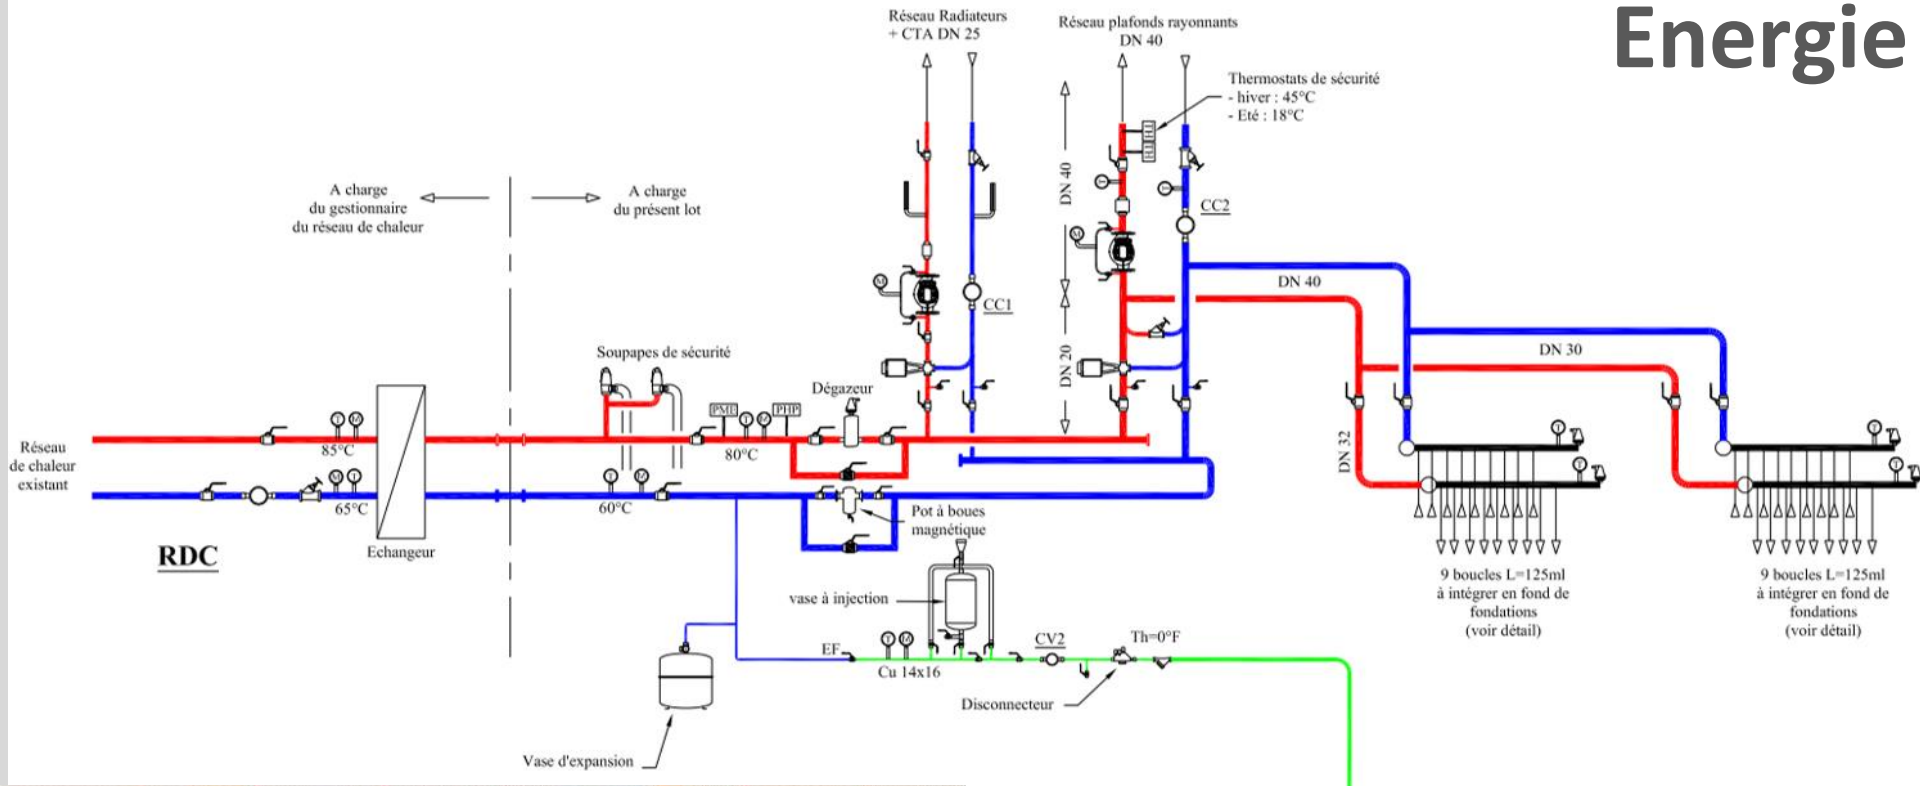 Energie
Réseau Radiateurs
+ CTA DN 25
Réseau plafonds rayonnants
DN 40
Thermostats de sécurité
- hiver : 45°C
- Eté : 18°C
A charge
du gestionnaire
du réseau de chaleur
A charge
du présent lot
DN 40
CC2
DN 40
CC1
Soupapes de sécurité
DN 20
DN 30
Dégazeur
PMI
T
M
PHP
T
M
Réseau
de chaleur
existant
85°C
80°C
DN 32
M
T
T
M
65°C
60°C
Pot à boues
magnétique
Echangeur
RDC
9 boucles L=125ml
à intégrer en fond de
fondations
(voir détail)
9 boucles L=125ml
à intégrer en fond de
fondations
(voir détail)
vase à injection
EF
T
M
CV2
Th=0°F
Cu 14x16
Disconnecteur
Vase d'expansion